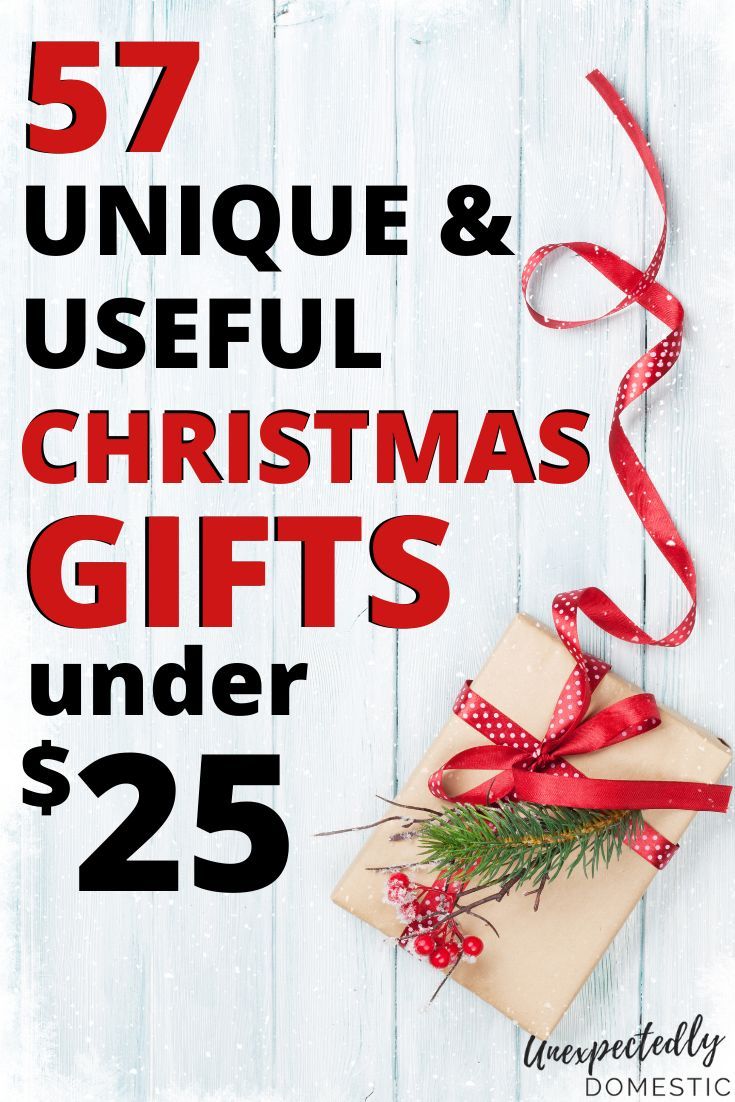 57
UNIQUE &
USEFUL
CHRISTMAS
GIFTS
under
$25
Unexpectedly
DOMESTIC